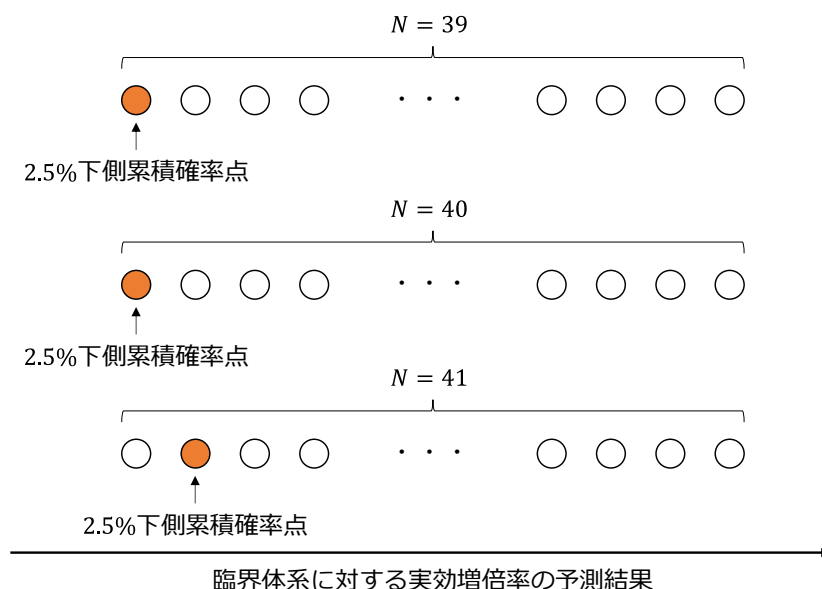 N = 39
· · ·
2.5%下側累積確率点
N = 40
· · ·
2.5%下側累積確率点
N = 41
· · ·
2.5%下側累積確率点
臨界体系に対する実効増倍率の予測結果